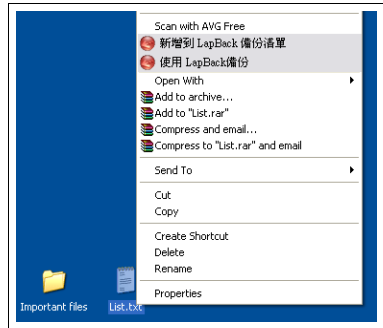 Scan with AVG Free
新增到 LapBack 備份清單
使用 LapBack備份
Open With
Add to archive...
Add to "List.rar"
Compress and email...
Compress to "List.rar" and email
Send To
Cut
Copy
Create Shortcut
Delete
Rename
Properties
Important files
List.txt